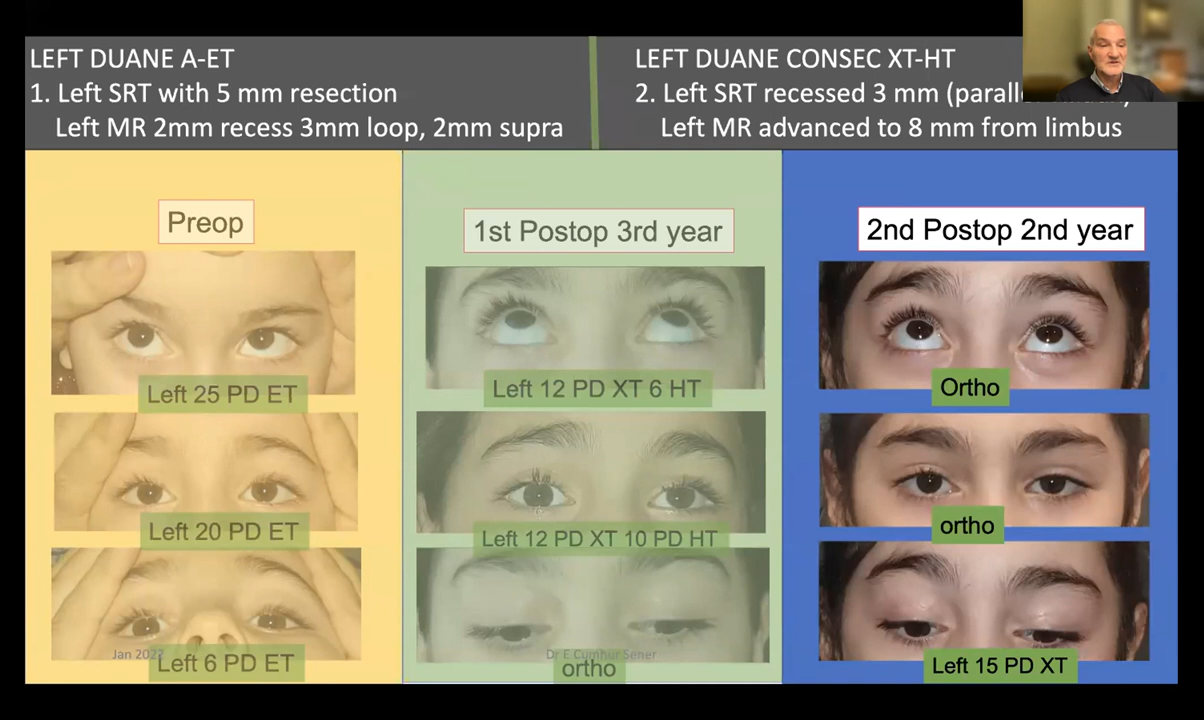 LEFT DUANE A-ET
1. Left SRT with 5 mm resection
Left MR 2mm recess 3mm loop, 2mm supra
LEFT DUANE CONSEC XT-HT
2. Left SRT recessed 3 mm
Left MR advanced to 8 mm from limbus
Preop
Left 25 PD ET
Left 20 PD ET
Left 6 PD ET
Jan 2022
1st Postop 3rd year
Left 12 PD XT 6 HT
Left 12 PD XT 10 PD HT
ortho
Dr E Cumhur Sener
2nd Postop 2nd year
Ortho
ortho
Left 15 PD XT